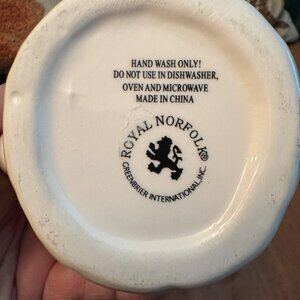 HAND WASH ONLY!
DO NOT USE IN DISHWASHER,
OVEN AND MICROWAVE
MADE IN CHINA
ROYAL NORFOLK®
GREENBRIER INTERNATIONAL, INC.